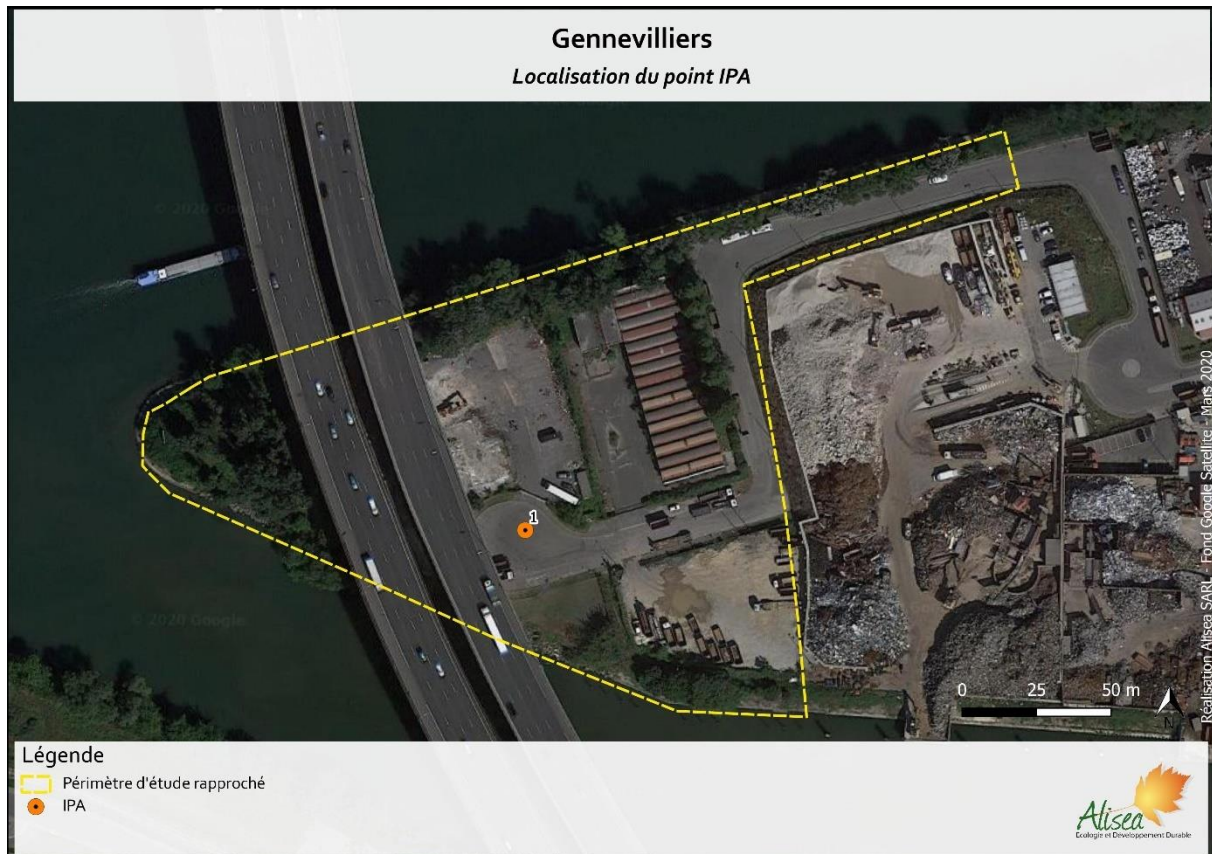 Gennevilliers
Localisation du point IPA
© 2020 Google
1
© 2020 Google
0 25 50 m
N
Réalisation Alisea SARL - Fond Google Satellite - Mars 2020
Légende
Périmètre d'étude rapproché
IPA
Alisea
Ecologie et Développement Durable